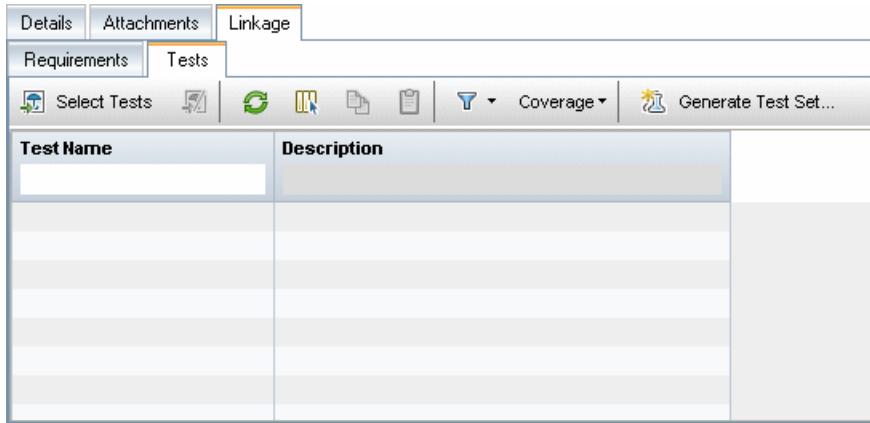 Details Attachments Linkage
Requirements Tests
Select Tests Coverage Generate Test Set...
Test Name Description